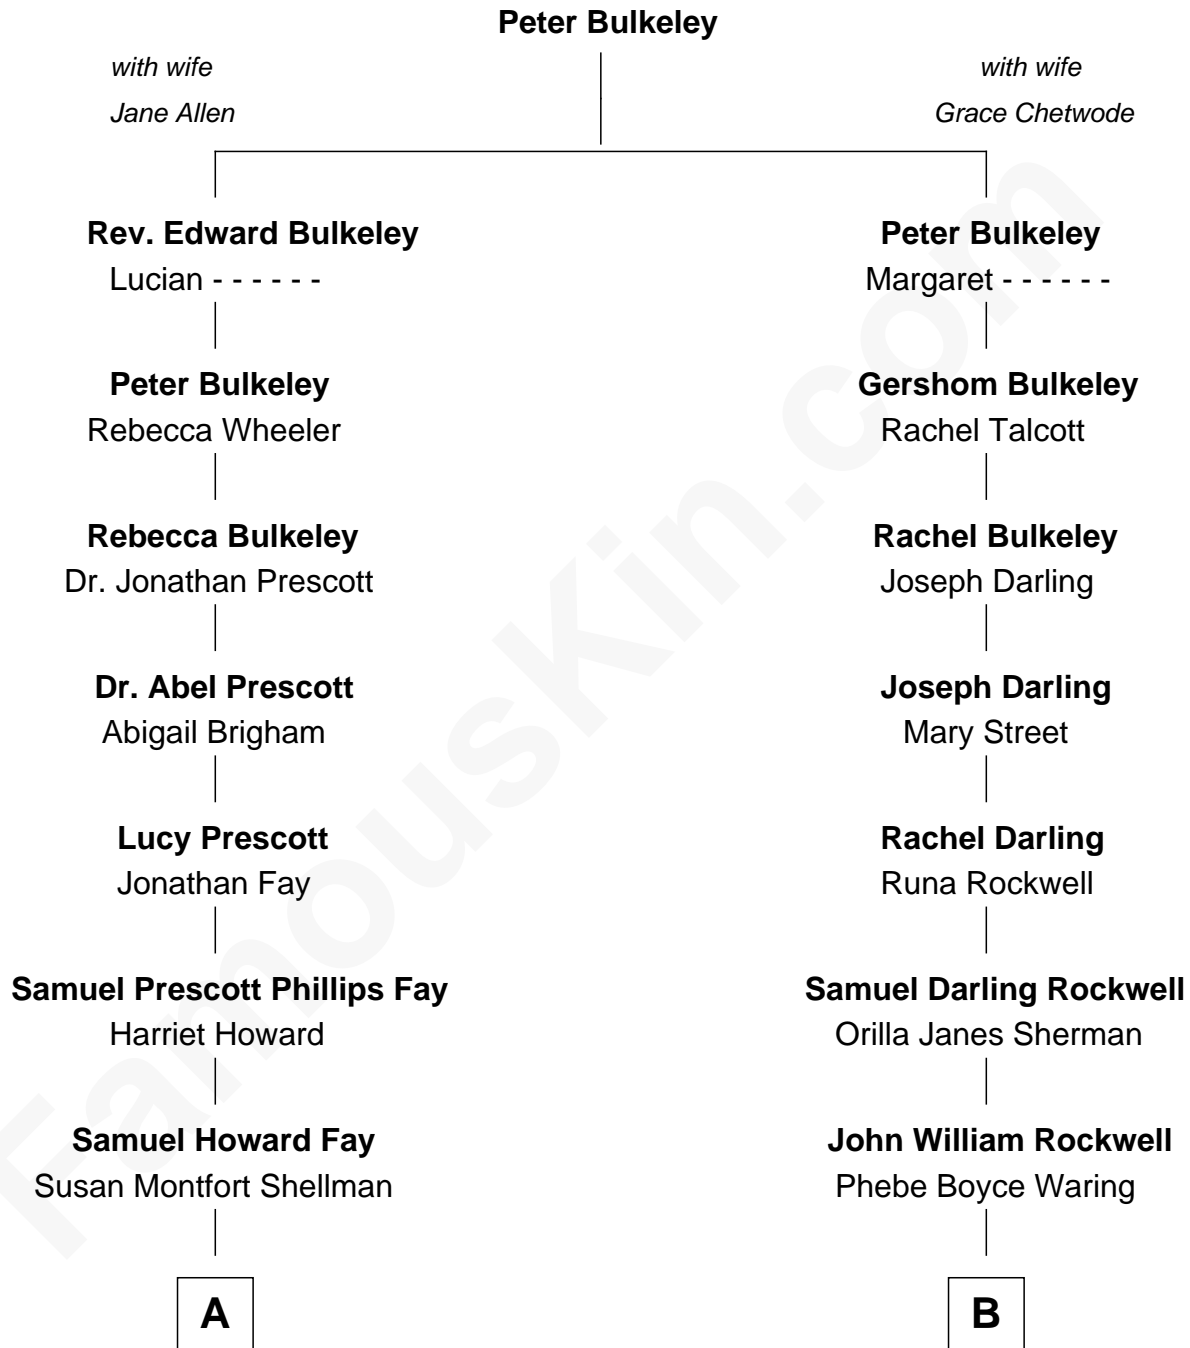 Peter Bulkeley
with wife
Jane Allen
with wife
Grace Chetwode
Rev. Edward Bulkeley
Lucian - - - - - -
Peter Bulkeley
Margaret - - - - - -
Peter Bulkeley
Rebecca Wheeler
Gershom Bulkeley
Rachel Talcott
Rebecca Bulkeley
Dr. Jonathan Prescott
Rachel Bulkeley
Joseph Darling
Dr. Abel Prescott
Abigail Brigham
Joseph Darling
Mary Street
Lucy Prescott
Jonathan Fay
Rachel Darling
Runa Rockwell
Samuel Prescott Phillips Fay
Harriet Howard
Samuel Darling Rockwell
Orilla Janes Sherman
Samuel Howard Fay
Susan Montfort Shellman
John William Rockwell
Phebe Boyce Waring
A
B
FamousKin.com